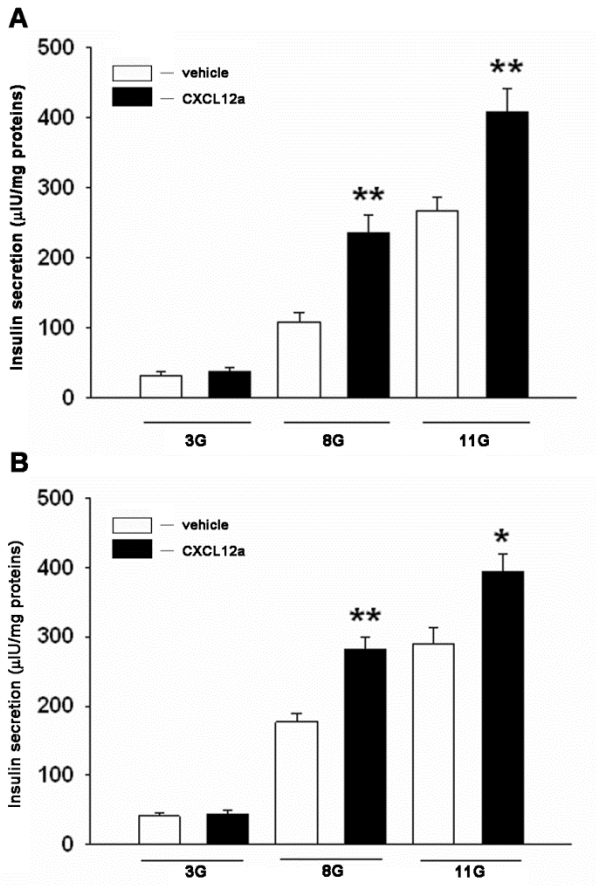 A
Insulin secretion (μIU/mg proteins)
500
400
300
200
100
0
– vehicle
– CXCL12a
**
**
3G 8G 11G
B
Insulin secretion (μIU/mg proteins)
500
400
300
200
100
0
– vehicle
– CXCL12a
**
*
3G 8G 11G